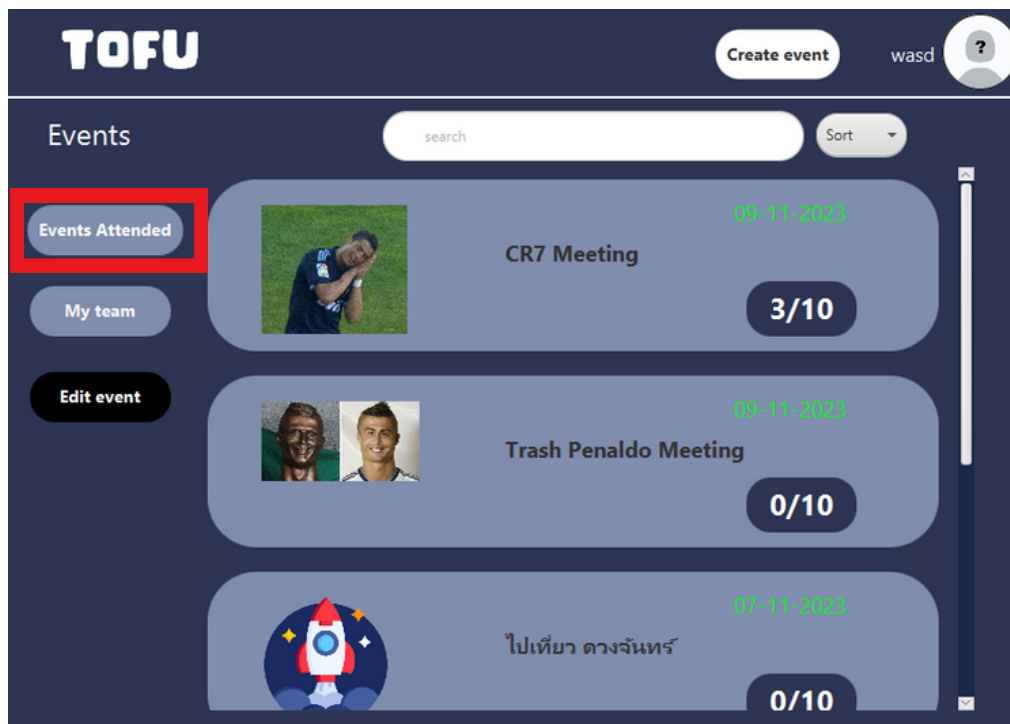 TOFU
Create event
wasd
?
Events
search
Sort
Events Attended
My team
Edit event
09-11-2023
CR7 Meeting
3/10
09-11-2023
Trash Penaldo Meeting
0/10
07-11-2023
ไปเที่ยว ดวงจันทร์
0/10